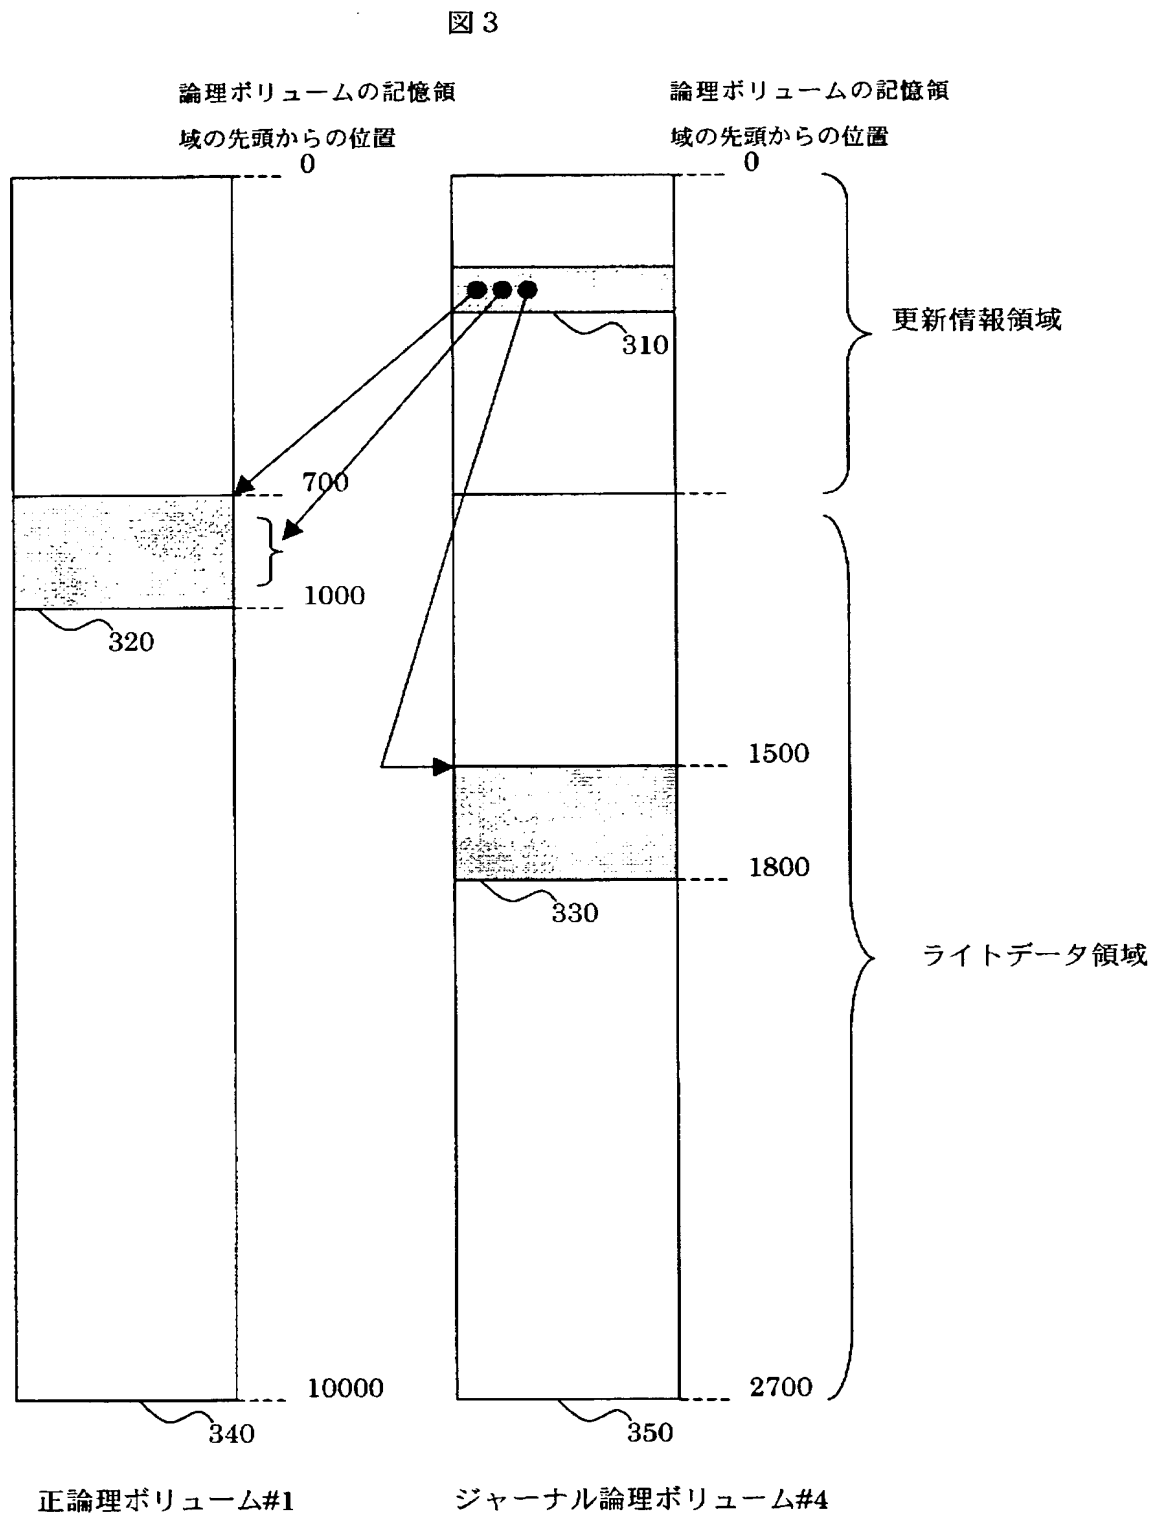 図3
論理ボリュームの記憶領
域の先頭からの位置
論理ボリュームの記憶領
域の先頭からの位置
0
0
310
更新情報領域
700
1000
320
1500
1800
330
ライトデータ領域
10000
2700
340
350
正論理ボリューム#1
ジャーナル論理ボリューム#4